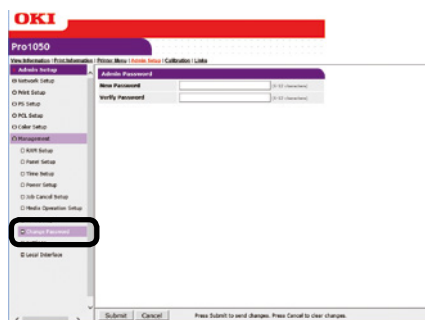 OKI
Pro1050
View Information | Print Information | Printer Menu | Admin Setup | Calibration | Links
Admin Setup
Network Setup
Print Setup
PS Setup
PCL Setup
Color Setup
Management
RAM Setup
Panel Setup
Time Setup
Power Setup
Job Cancel Setup
Media Operation Setup
Change Password
Local Interface
Admin Password
New Password
Verify Password
Submit Cancel Press Submit to send changes. Press Cancel to clear changes.